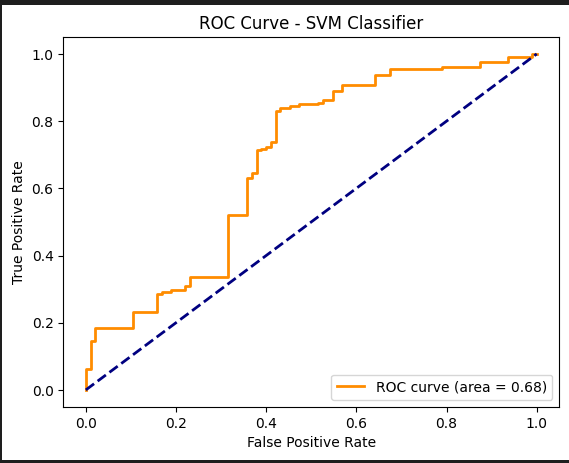 ROC Curve - SVM Classifier
True Positive Rate
1.0
0.8
0.6
0.4
0.2
0.0
ROC curve (area = 0.68)
0.0 0.2 0.4 0.6 0.8 1.0
False Positive Rate